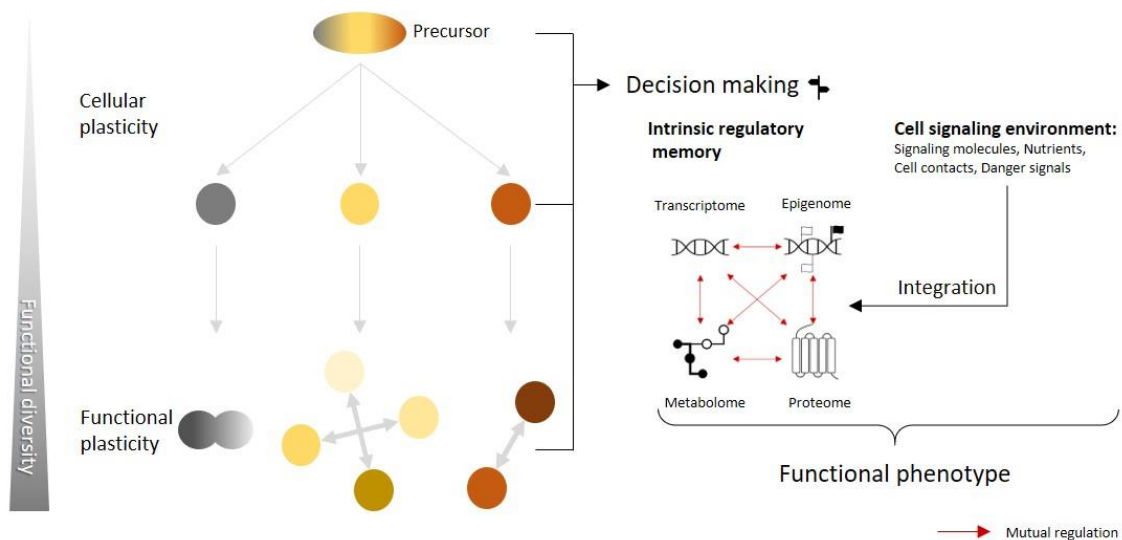 Precursor
Cellular
plasticity
Functional
plasticity
Functional diversity
Decision making
Intrinsic regulatory
memory
Cell signaling environment:
Signaling molecules, Nutrients,
Cell contacts, Danger signals
Transcriptome
Epigenome
Integration
Metabolome
Proteome
Functional phenotype
Mutual regulation